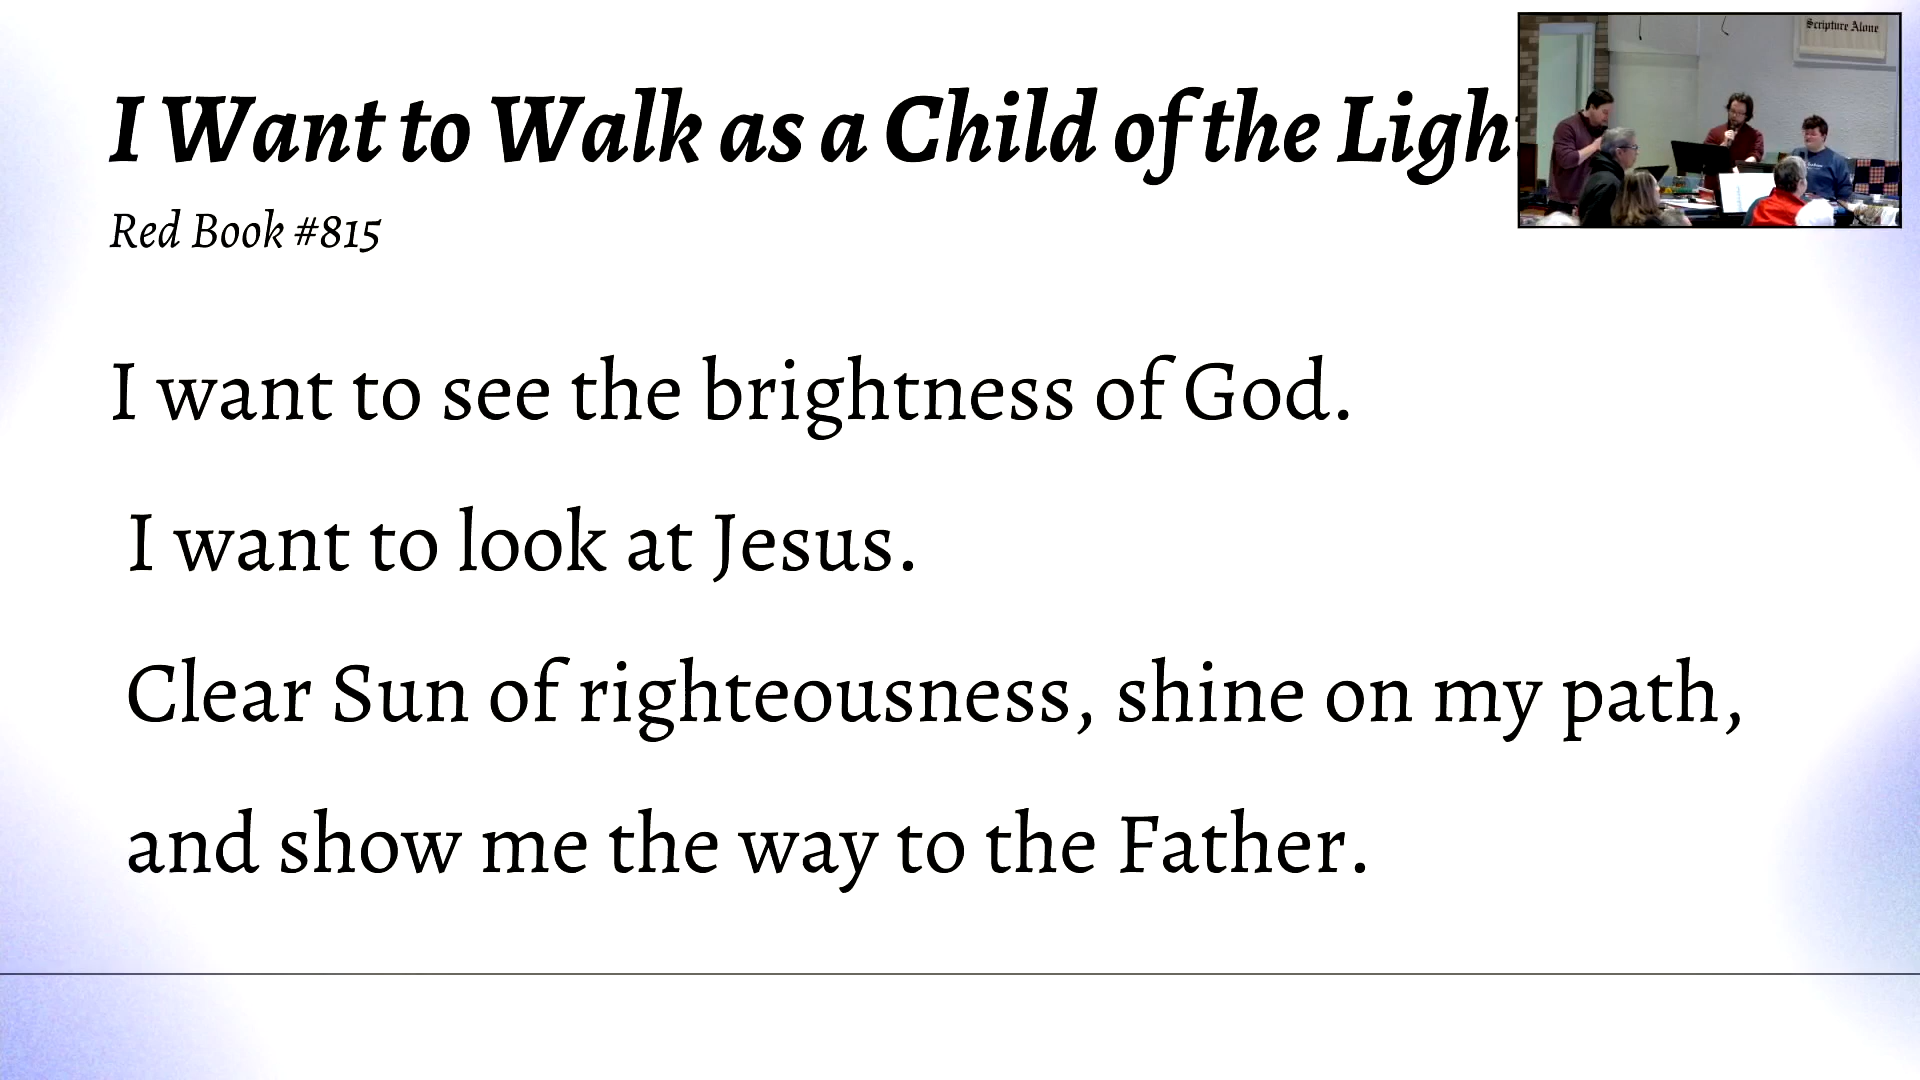 I Want to Walk as a Child of the Ligh
Scripture Alone
Red Book #815
I want to see the brightness of God.
I want to look at Jesus.
Clear Sun of righteousness, shine on my path,
and show me the way to the Father.